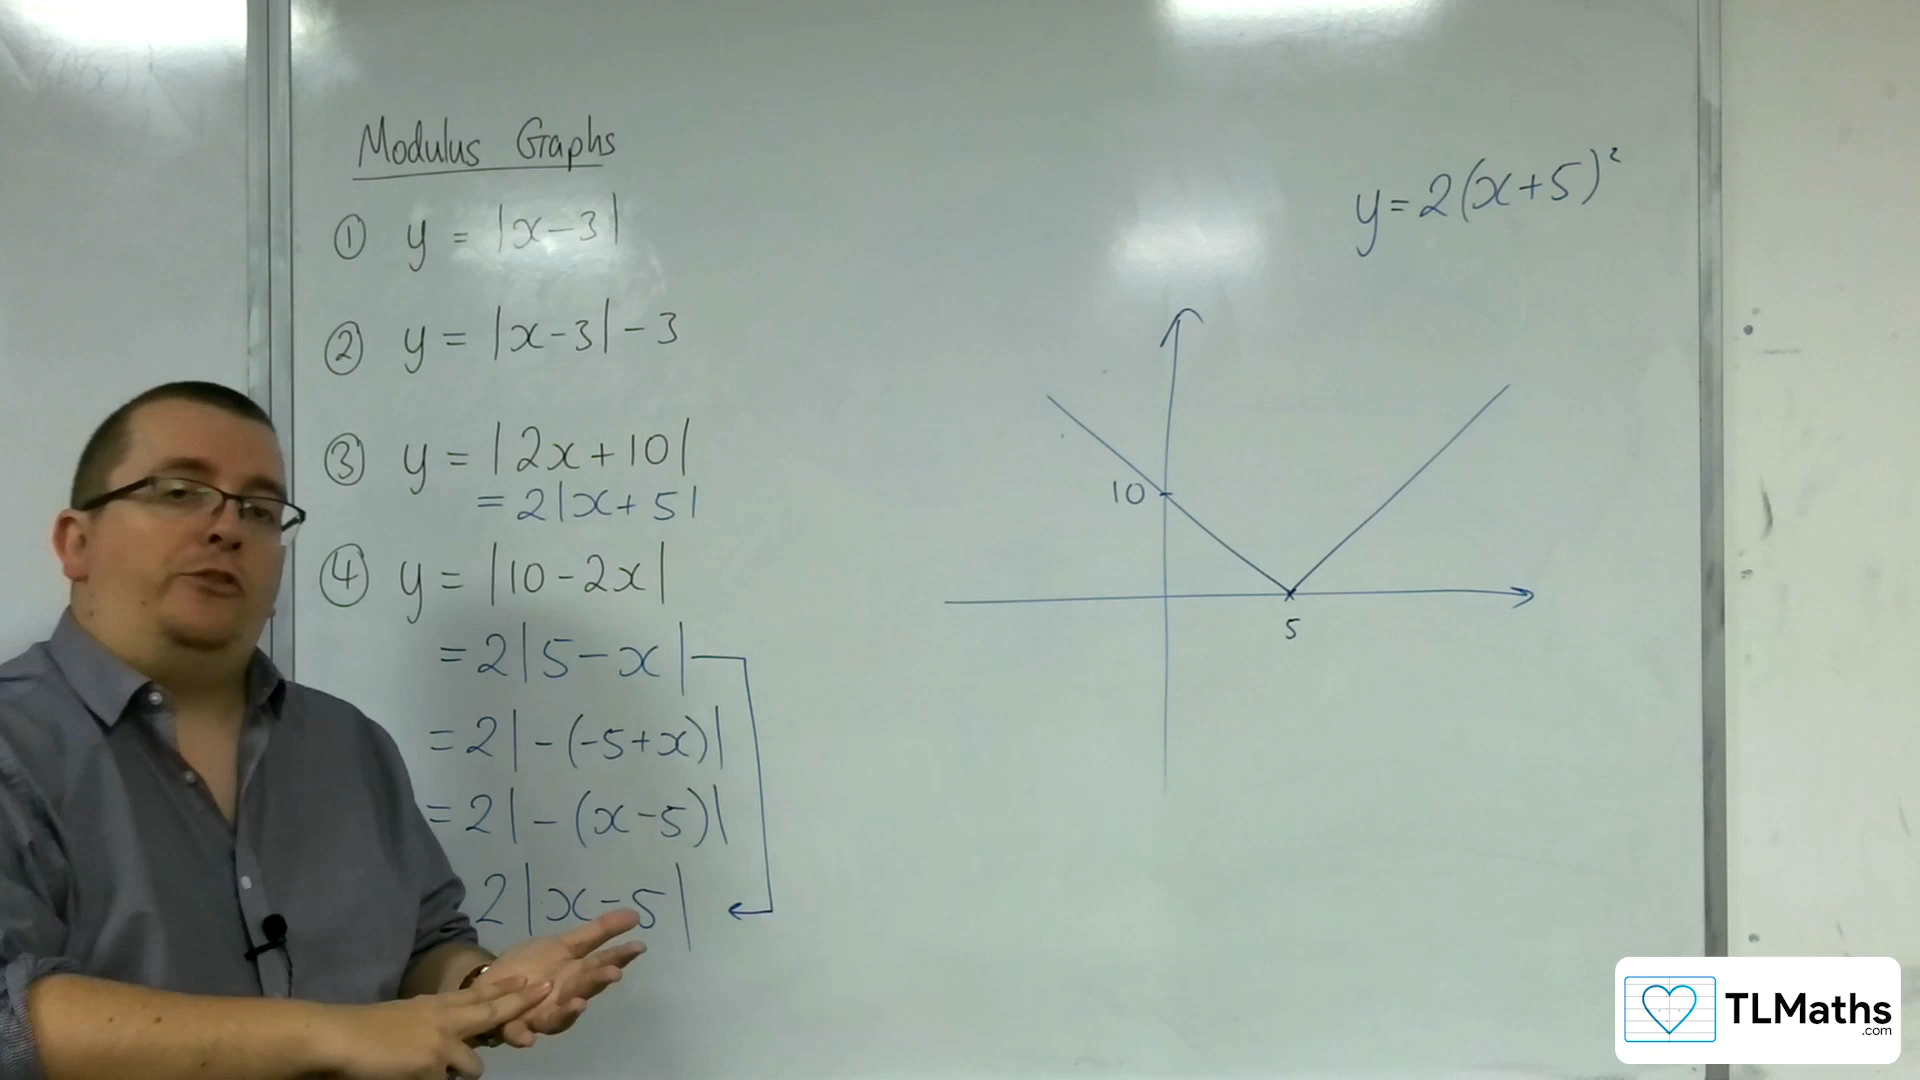 Modulus Graphs
① y = |x-3|
② y = |x-3| - 3
③ y = |2x+10|
= 2|x+5|
④ y = |10-2x|
= 2|5-x|
= 2|-(-5+x)|
= 2|-(x-5)|
2|x-5|
y = 2(x+5)²
10
5
TLMaths
.com